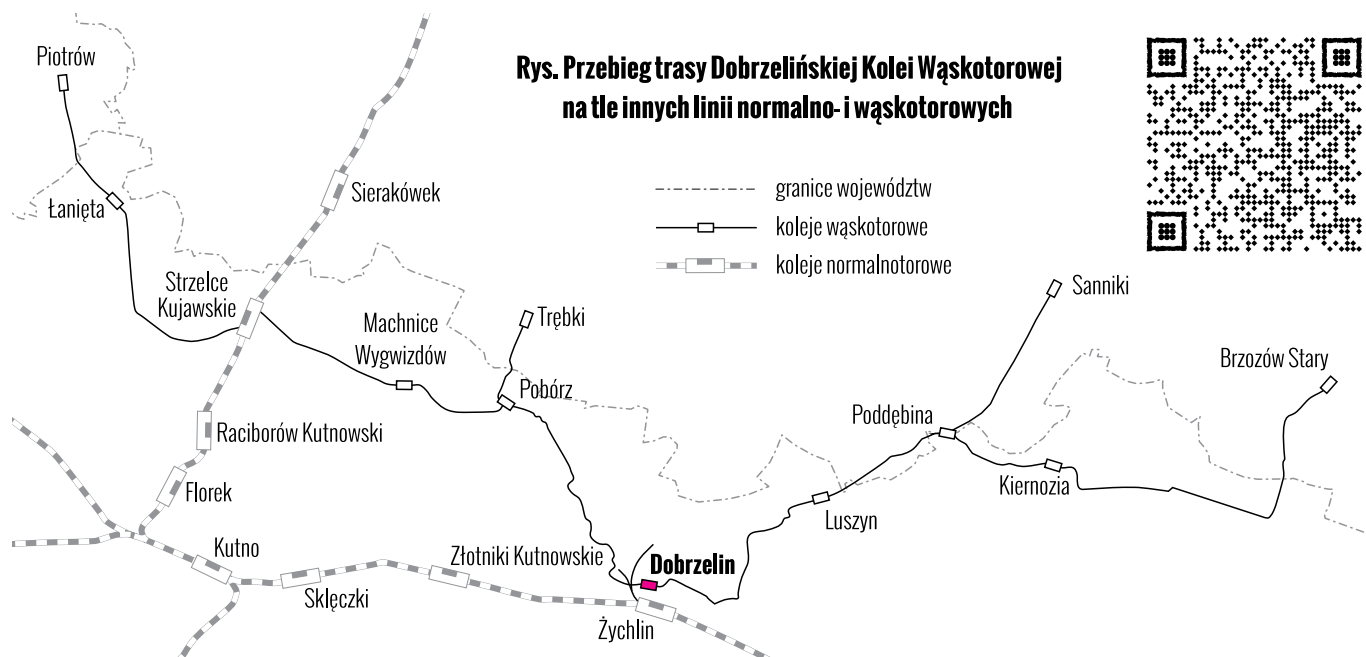 Rys. Przebieg trasy Dobrzelińskiej Kolei Wąskotorowej
na tle innych linii normalno- i wąskotorowych
granice województw
koleje wąskotorowe
koleje normalnotorowe
Piotrów
Łanięta
Sierakówek
Strzelce
Kujawskie
Machnice
Wygwizdów
Trębki
Pobórz
Sanniki
Brzozów Stary
Poddębina
Kiernozia
Luszyn
Raciborów Kutnowski
Florek
Kutno
Sklęczki
Złotniki Kutnowskie
Dobrzelin
Żychlin